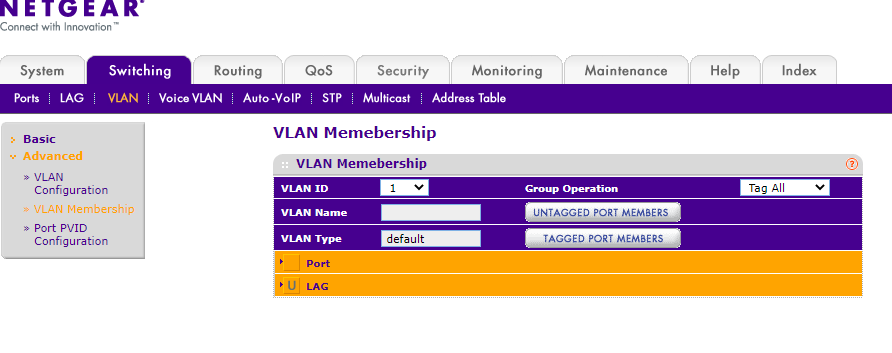 NETGEAR®
Connect with Innovation™
System Switching Routing QoS Security Monitoring Maintenance Help Index
Ports LAG VLAN Voice VLAN Auto -VoIP STP Multicast Address Table
Basic
Advanced
» VLAN
Configuration
» VLAN Membership
» Port PVID
Configuration
VLAN Memebership
VLAN Memebership ?
VLAN ID 1 Group Operation Tag All
VLAN Name UNTAGGED PORT MEMBERS
VLAN Type default TAGGED PORT MEMBERS
Port
U LAG